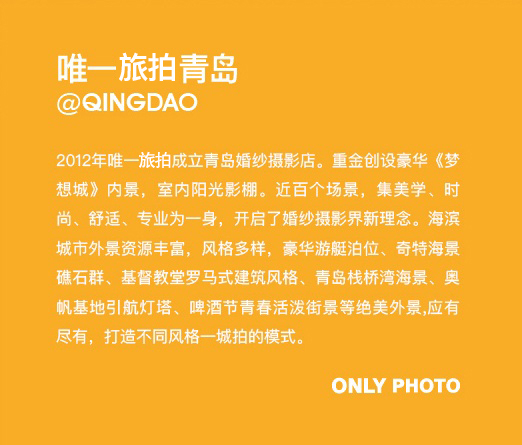 唯一旅拍青岛
@QINGDAO
2012年唯一旅拍成立青岛婚纱摄影店。重金创设豪华《梦
想城》内景，室内阳光影棚。近百个场景，集美学、时
尚、舒适、专业为一身，开启了婚纱摄影界新理念。海滨
城市外景资源丰富，风格多样，豪华游艇泊位、奇特海景
礁石群、基督教堂罗马式建筑风格、青岛栈桥湾海景、奥
帆基地引航灯塔、啤酒节青春活泼街景等绝美外景,应有
尽有，打造不同风格一城拍的模式。
ONLY PHOTO